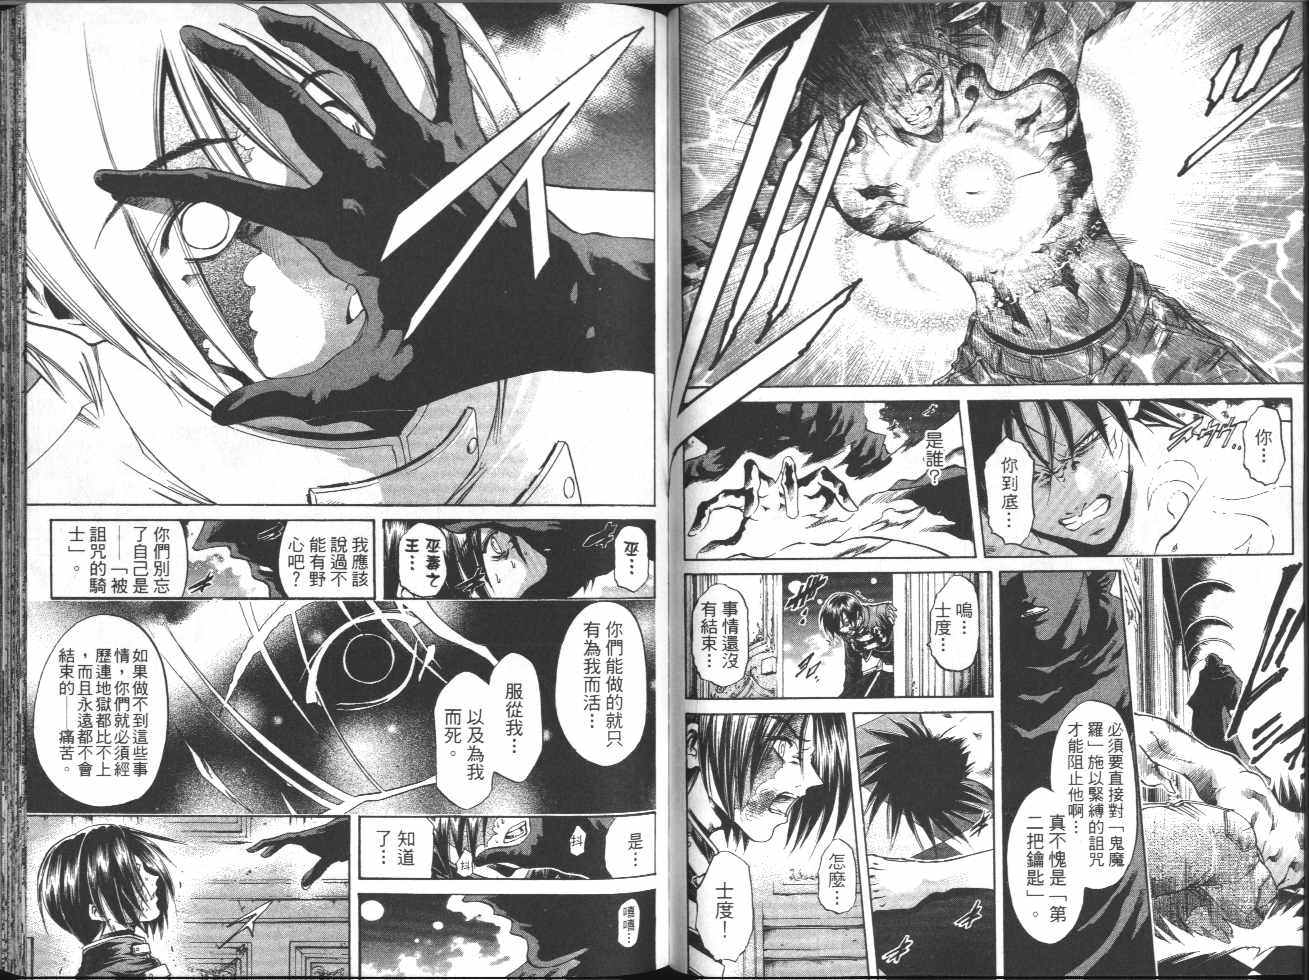 你…
你到底…
是誰？
必須要直接對「鬼魔
羅」施以緊縛的詛咒
才能阻止他啊…
真不愧是「第
二把鑰匙」。
嗚…
士度…
事情還沒
有結束…
怎麼…
士度！
巫…
巫毒之
王…
我應該
說過不
能有野
心吧？
你們別忘
了自己是
——「被
詛咒的騎
士」。
你們能做的就只
有為我而活…
服從我…
以及為我
而死。
如果做不到這些事
情，你們就必須經
歷連地獄都比不上
，而且永遠都不會
結束的——痛苦。
是…
抖
抖
知道
了…
嘻嘻…